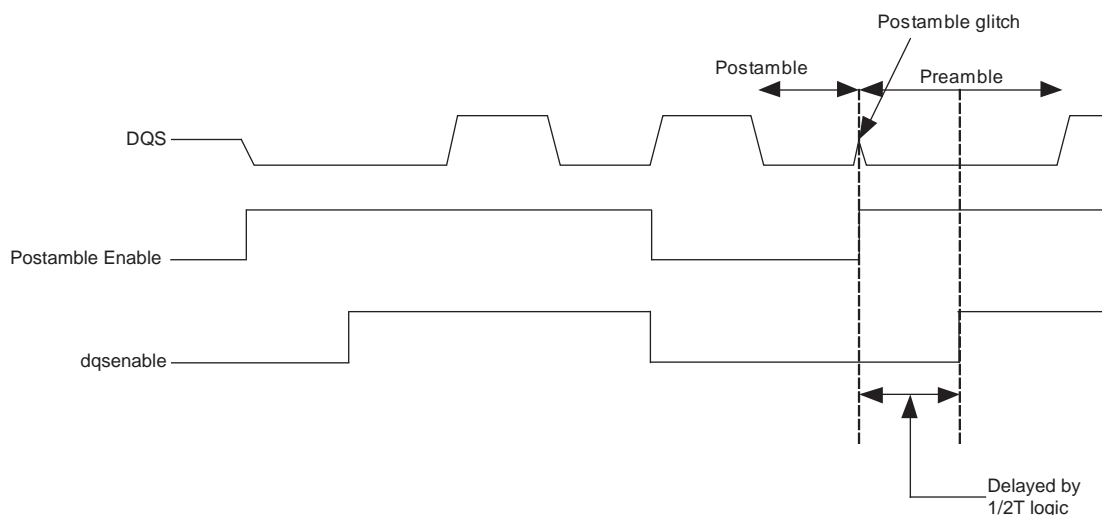 Postamble glitch
Postamble
Preamble
DQS
Postamble Enable
dqsenable
Delayed by
1/2T logic